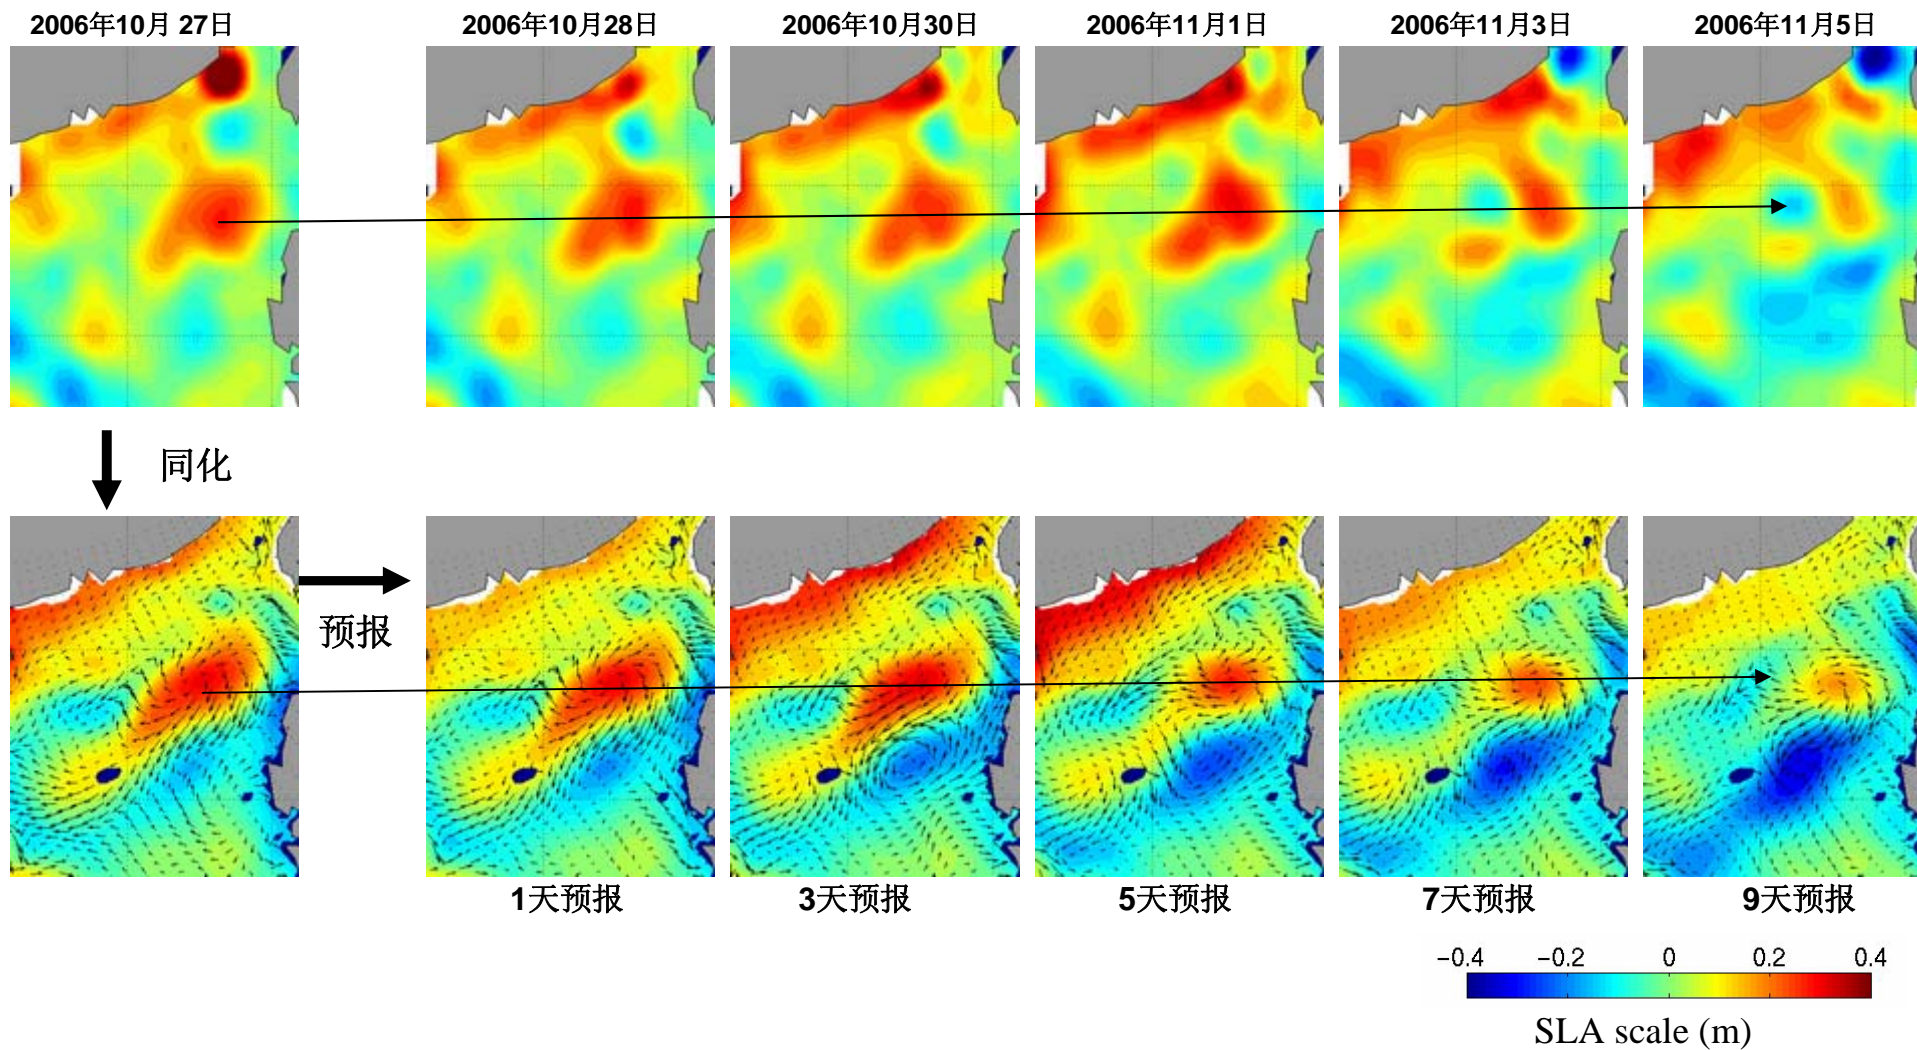 2006年10月 27日
2006年10月28日
2006年10月30日
2006年11月1日
2006年11月3日
2006年11月5日
同化
预报
1天预报
3天预报
5天预报
7天预报
9天预报
−0.4 −0.2 0 0.2 0.4
SLA scale (m)